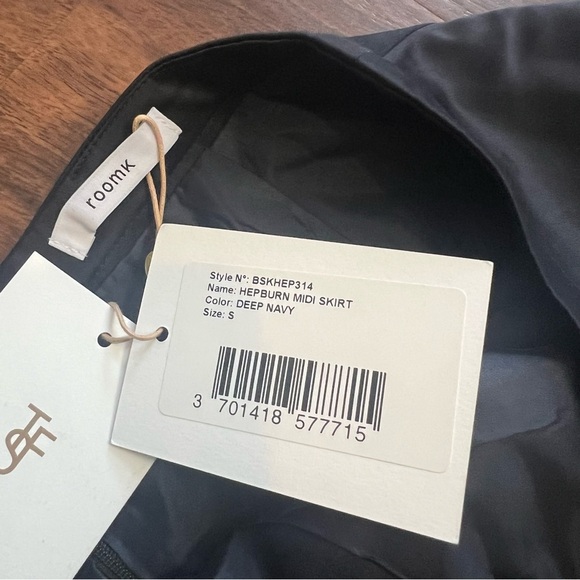 roomk
Style N°: BSKHEP314
Name: HEPBURN MIDI SKIRT
Color: DEEP NAVY
Size: S
3 701418 577715